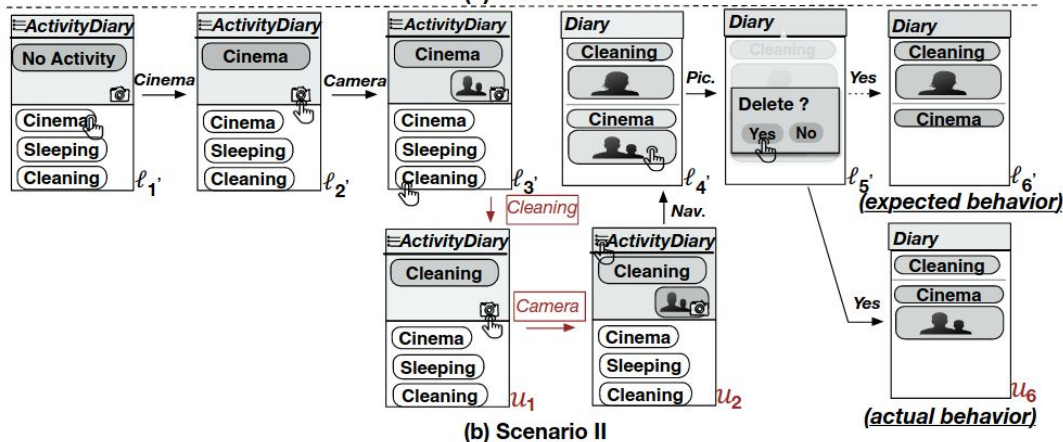 ActivityDiary
No Activity
Cinema
Sleeping
Cleaning
ℓ1'
Cinema
ActivityDiary
Cinema
Cinema
Sleeping
Cleaning
ℓ2'
Camera
ActivityDiary
Cinema
Cinema
Sleeping
Cleaning
ℓ3'
Diary
Cleaning
Cinema
ℓ4'
Pic.
Diary
Cleaning
Delete ?
Yes
No
ℓ5'
Yes
Diary
Cleaning
Cinema
ℓ6'
(expected behavior)
Cleaning
Nav.
ActivityDiary
Cleaning
Cinema
Sleeping
Cleaning
u1
Camera
ActivityDiary
Cleaning
Cinema
Sleeping
Cleaning
u2
Yes
Diary
Cleaning
Cinema
u6
(actual behavior)
(b) Scenario II